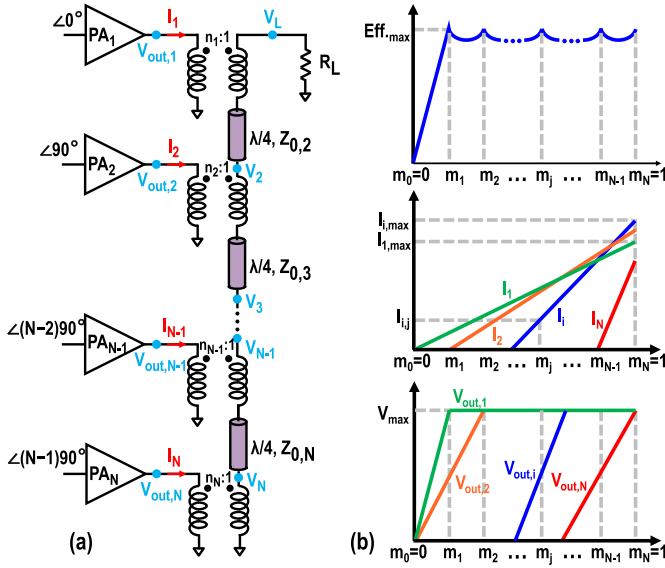 ∠0°
PA1
I1
Vout,1
n1:1
VL
RL
λ/4, Z0,2
∠90°
PA2
I2
Vout,2
n2:1
V2
λ/4, Z0,3
V3
∠(N-2)90°
PAN-1
IN-1
Vout,N-1
nN-1:1
VN-1
λ/4, Z0,N
∠(N-1)90°
PAN
IN
Vout,N
nN:1
VN
(a)
Eff.max
m0=0 m1 m2 ... mj ... mN-1 mN=1
Ii,max
I1,max
Ii,j
I1
I2
Ii
IN
m0=0 m1 m2 ... mj ... mN-1 mN=1
Vmax
Vout,1
Vout,2
Vout,i
Vout,N
m0=0 m1 m2 ... mj ... mN-1 mN=1
(b)